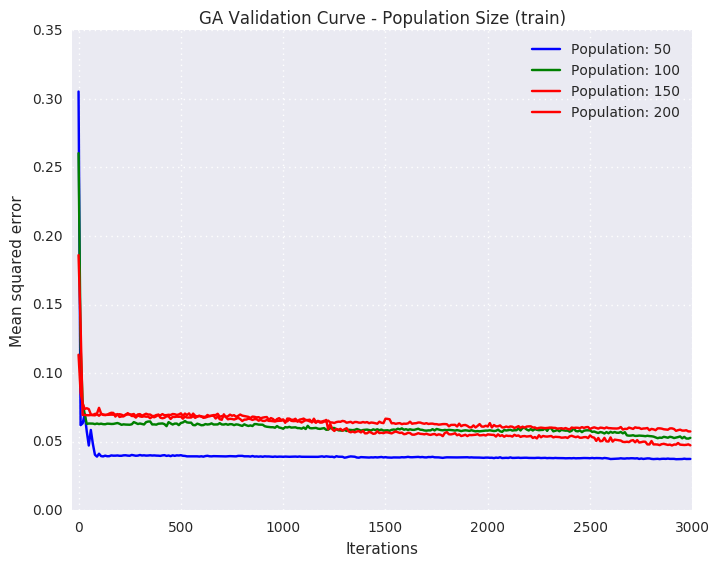 GA Validation Curve - Population Size (train)
0.35
0.30
0.25
0.20
0.15
0.10
0.05
0.00
Mean squared error
Population: 50
Population: 100
Population: 150
Population: 200
0 500 1000 1500 2000 2500 3000
Iterations